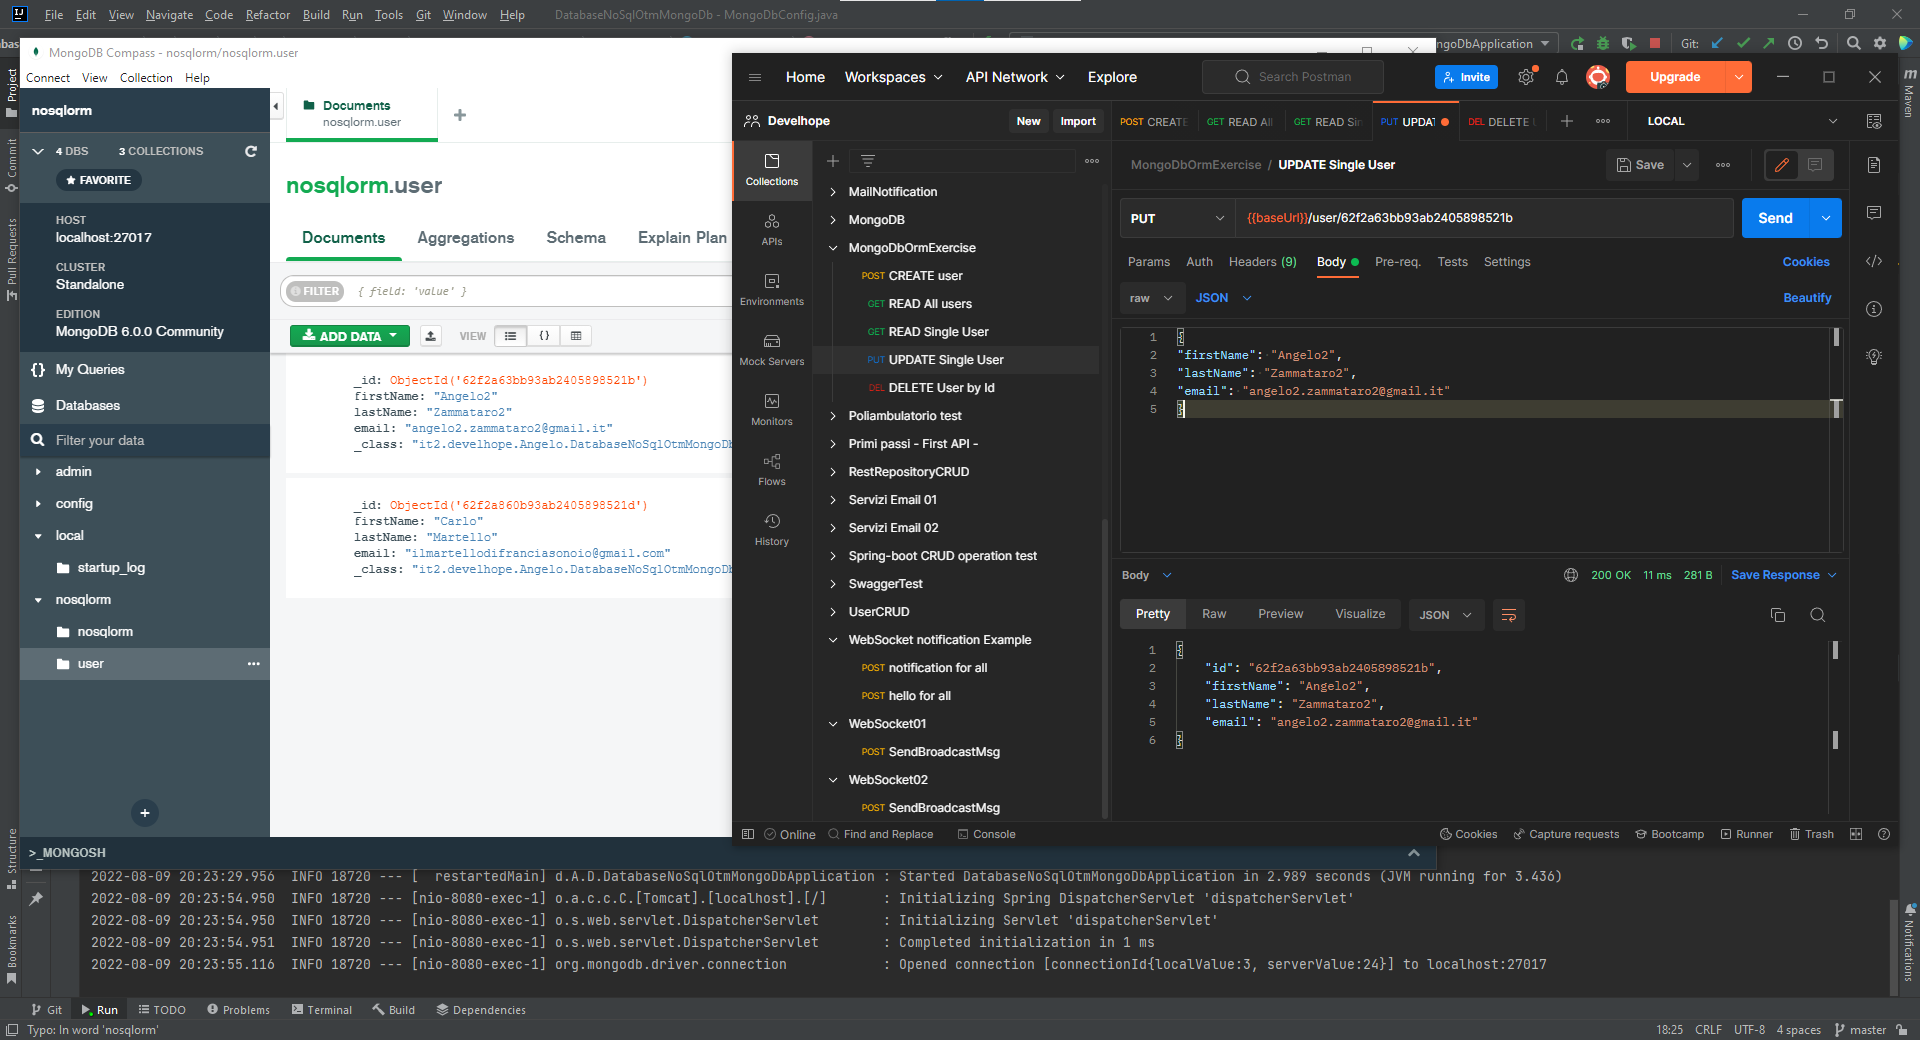 File Edit View Navigate Code Refactor Build Run Tools Git Window Help DatabaseNoSqlOtmMongoDb - MongoDbConfig.java
ngoDbApplication Git:
MongoDB Compass - nosqlorm/nosqlorm.user
Connect View Collection Help
nosqlorm
4 DBS 3 COLLECTIONS
FAVORITE
HOST
localhost:27017
CLUSTER
Standalone
EDITION
MongoDB 6.0.0 Community
My Queries
Databases
Filter your data
admin
config
local
startup_log
nosqlorm
nosqlorm
user
Documents
nosqlorm.user
nosqlorm.user
Documents Aggregations Schema Explain Plan
FILTER { field: 'value' }
ADD DATA VIEW
_id: ObjectId('62f2a63bb93ab2405898521b')
firstName: "Angelo2"
lastName: "Zammataro2"
email: "angelo2.zammataro2@gmail.it"
_class: "it2.develhope.Angelo.DatabaseNoSqlOtmMongoDb
_id: ObjectId('62f2a860b93ab2405898521d')
firstName: "Carlo"
lastName: "Martello"
email: "ilmartellodifranciasonoio@gmail.com"
_class: "it2.develhope.Angelo.DatabaseNoSqlOtmMongoDb
>_MONGOSH
Home Workspaces API Network Explore Search Postman Invite Upgrade
Develhope New Import
Collections
APIs
Environments
Mock Servers
Monitors
Flows
History
MailNotification
MongoDB
MongoDbOrmExercise
POST CREATE user
GET READ All users
GET READ Single User
PUT UPDATE Single User
DEL DELETE User by Id
Poliambulatorio test
Primi passi - First API -
RestRepositoryCRUD
Servizi Email 01
Servizi Email 02
Spring-boot CRUD operation test
SwaggerTest
UserCRUD
WebSocket notification Example
POST notification for all
POST hello for all
WebSocket01
POST SendBroadcastMsg
WebSocket02
POST SendBroadcastMsg
POST CREATE GET READ All GET READ Sin PUT UPDAT DEL DELETE U LOCAL
MongoDbOrmExercise / UPDATE Single User Save
PUT {{baseUrl}}/user/62f2a63bb93ab2405898521b Send
Params Auth Headers (9) Body Pre-req. Tests Settings Cookies
raw JSON Beautify
1 {
2 "firstName": "Angelo2",
3 "lastName": "Zammataro2",
4 "email": "angelo2.zammataro2@gmail.it"
5 }
Body 200 OK 11 ms 281 B Save Response
Pretty Raw Preview Visualize JSON
1 {
2 "id": "62f2a63bb93ab2405898521b",
3 "firstName": "Angelo2",
4 "lastName": "Zammataro2",
5 "email": "angelo2.zammataro2@gmail.it"
6 }
Online Find and Replace Console Cookies Capture requests Bootcamp Runner Trash
2022-08-09 20:23:29.956 INFO 18720 --- [ restartedMain] d.A.D.DatabaseNoSqlOtmMongoDbApplication : Started DatabaseNoSqlOtmMongoDbApplication in 2.989 seconds (JVM running for 3.436)
2022-08-09 20:23:54.950 INFO 18720 --- [nio-8080-exec-1] o.a.c.c.C.[Tomcat].[localhost].[/] : Initializing Spring DispatcherServlet 'dispatcherServlet'
2022-08-09 20:23:54.950 INFO 18720 --- [nio-8080-exec-1] o.s.web.servlet.DispatcherServlet : Initializing Servlet 'dispatcherServlet'
2022-08-09 20:23:54.951 INFO 18720 --- [nio-8080-exec-1] o.s.web.servlet.DispatcherServlet : Completed initialization in 1 ms
2022-08-09 20:23:55.116 INFO 18720 --- [nio-8080-exec-1] org.mongodb.driver.connection : Opened connection [connectionId{localValue:3, serverValue:24}] to localhost:27017
Git Run TODO Problems Terminal Build Dependencies
Typo: In word 'nosqlorm' 18:25 CRLF UTF-8 4 spaces master
Project
Commit
Pull Requests
Structure
Bookmarks
Maven
Notifications